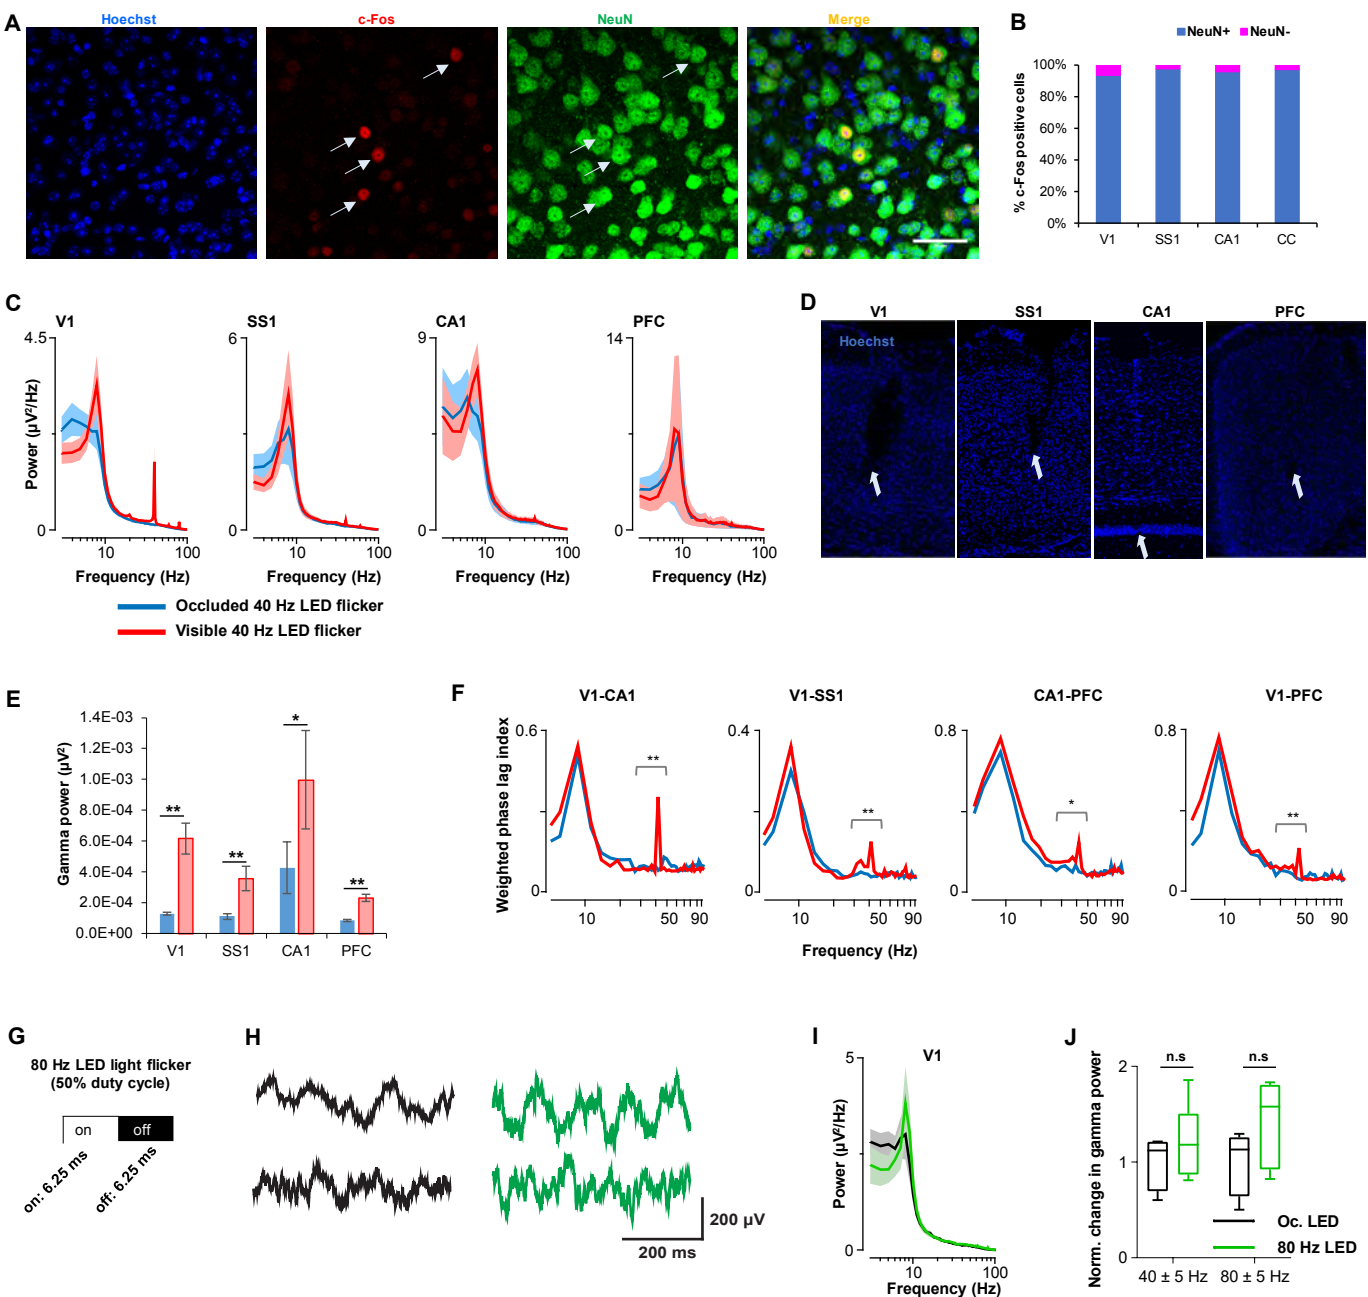 A
Hoechst
c-Fos
NeuN
Merge
B
NeuN+ NeuN-
% c-Fos positive cells
100%
80%
60%
40%
20%
0%
V1 SS1 CA1 CC
C
V1 SS1 CA1 PFC
Power (µV²/Hz)
4.5
0
6
0
9
0
14
0
10 100
10 100
10 100
10 100
Frequency (Hz) Frequency (Hz) Frequency (Hz) Frequency (Hz)
Occluded 40 Hz LED flicker
Visible 40 Hz LED flicker
D
V1 SS1 CA1 PFC
Hoechst
E
Gamma power (µV²)
1.4E-03
1.2E-03
1.0E-03
8.0E-04
6.0E-04
4.0E-04
2.0E-04
0.0E+00
** ** * **
V1 SS1 CA1 PFC
F
V1-CA1 V1-SS1 CA1-PFC V1-PFC
Weighted phase lag index
0.6
0
0.4
0
0.8
0
0.8
0
** ** * **
10 50 90
10 50 90
10 50 90
10 50 90
Frequency (Hz)
G
80 Hz LED light flicker
(50% duty cycle)
on off
on: 6.25 ms
off: 6.25 ms
H
200 µV
200 ms
I
V1
Power (µV²/Hz)
5
0
10 100
Frequency (Hz)
J
Norm. change in gamma power
2
1
0
n.s n.s
Oc. LED
80 Hz LED
40 ± 5 Hz 80 ± 5 Hz